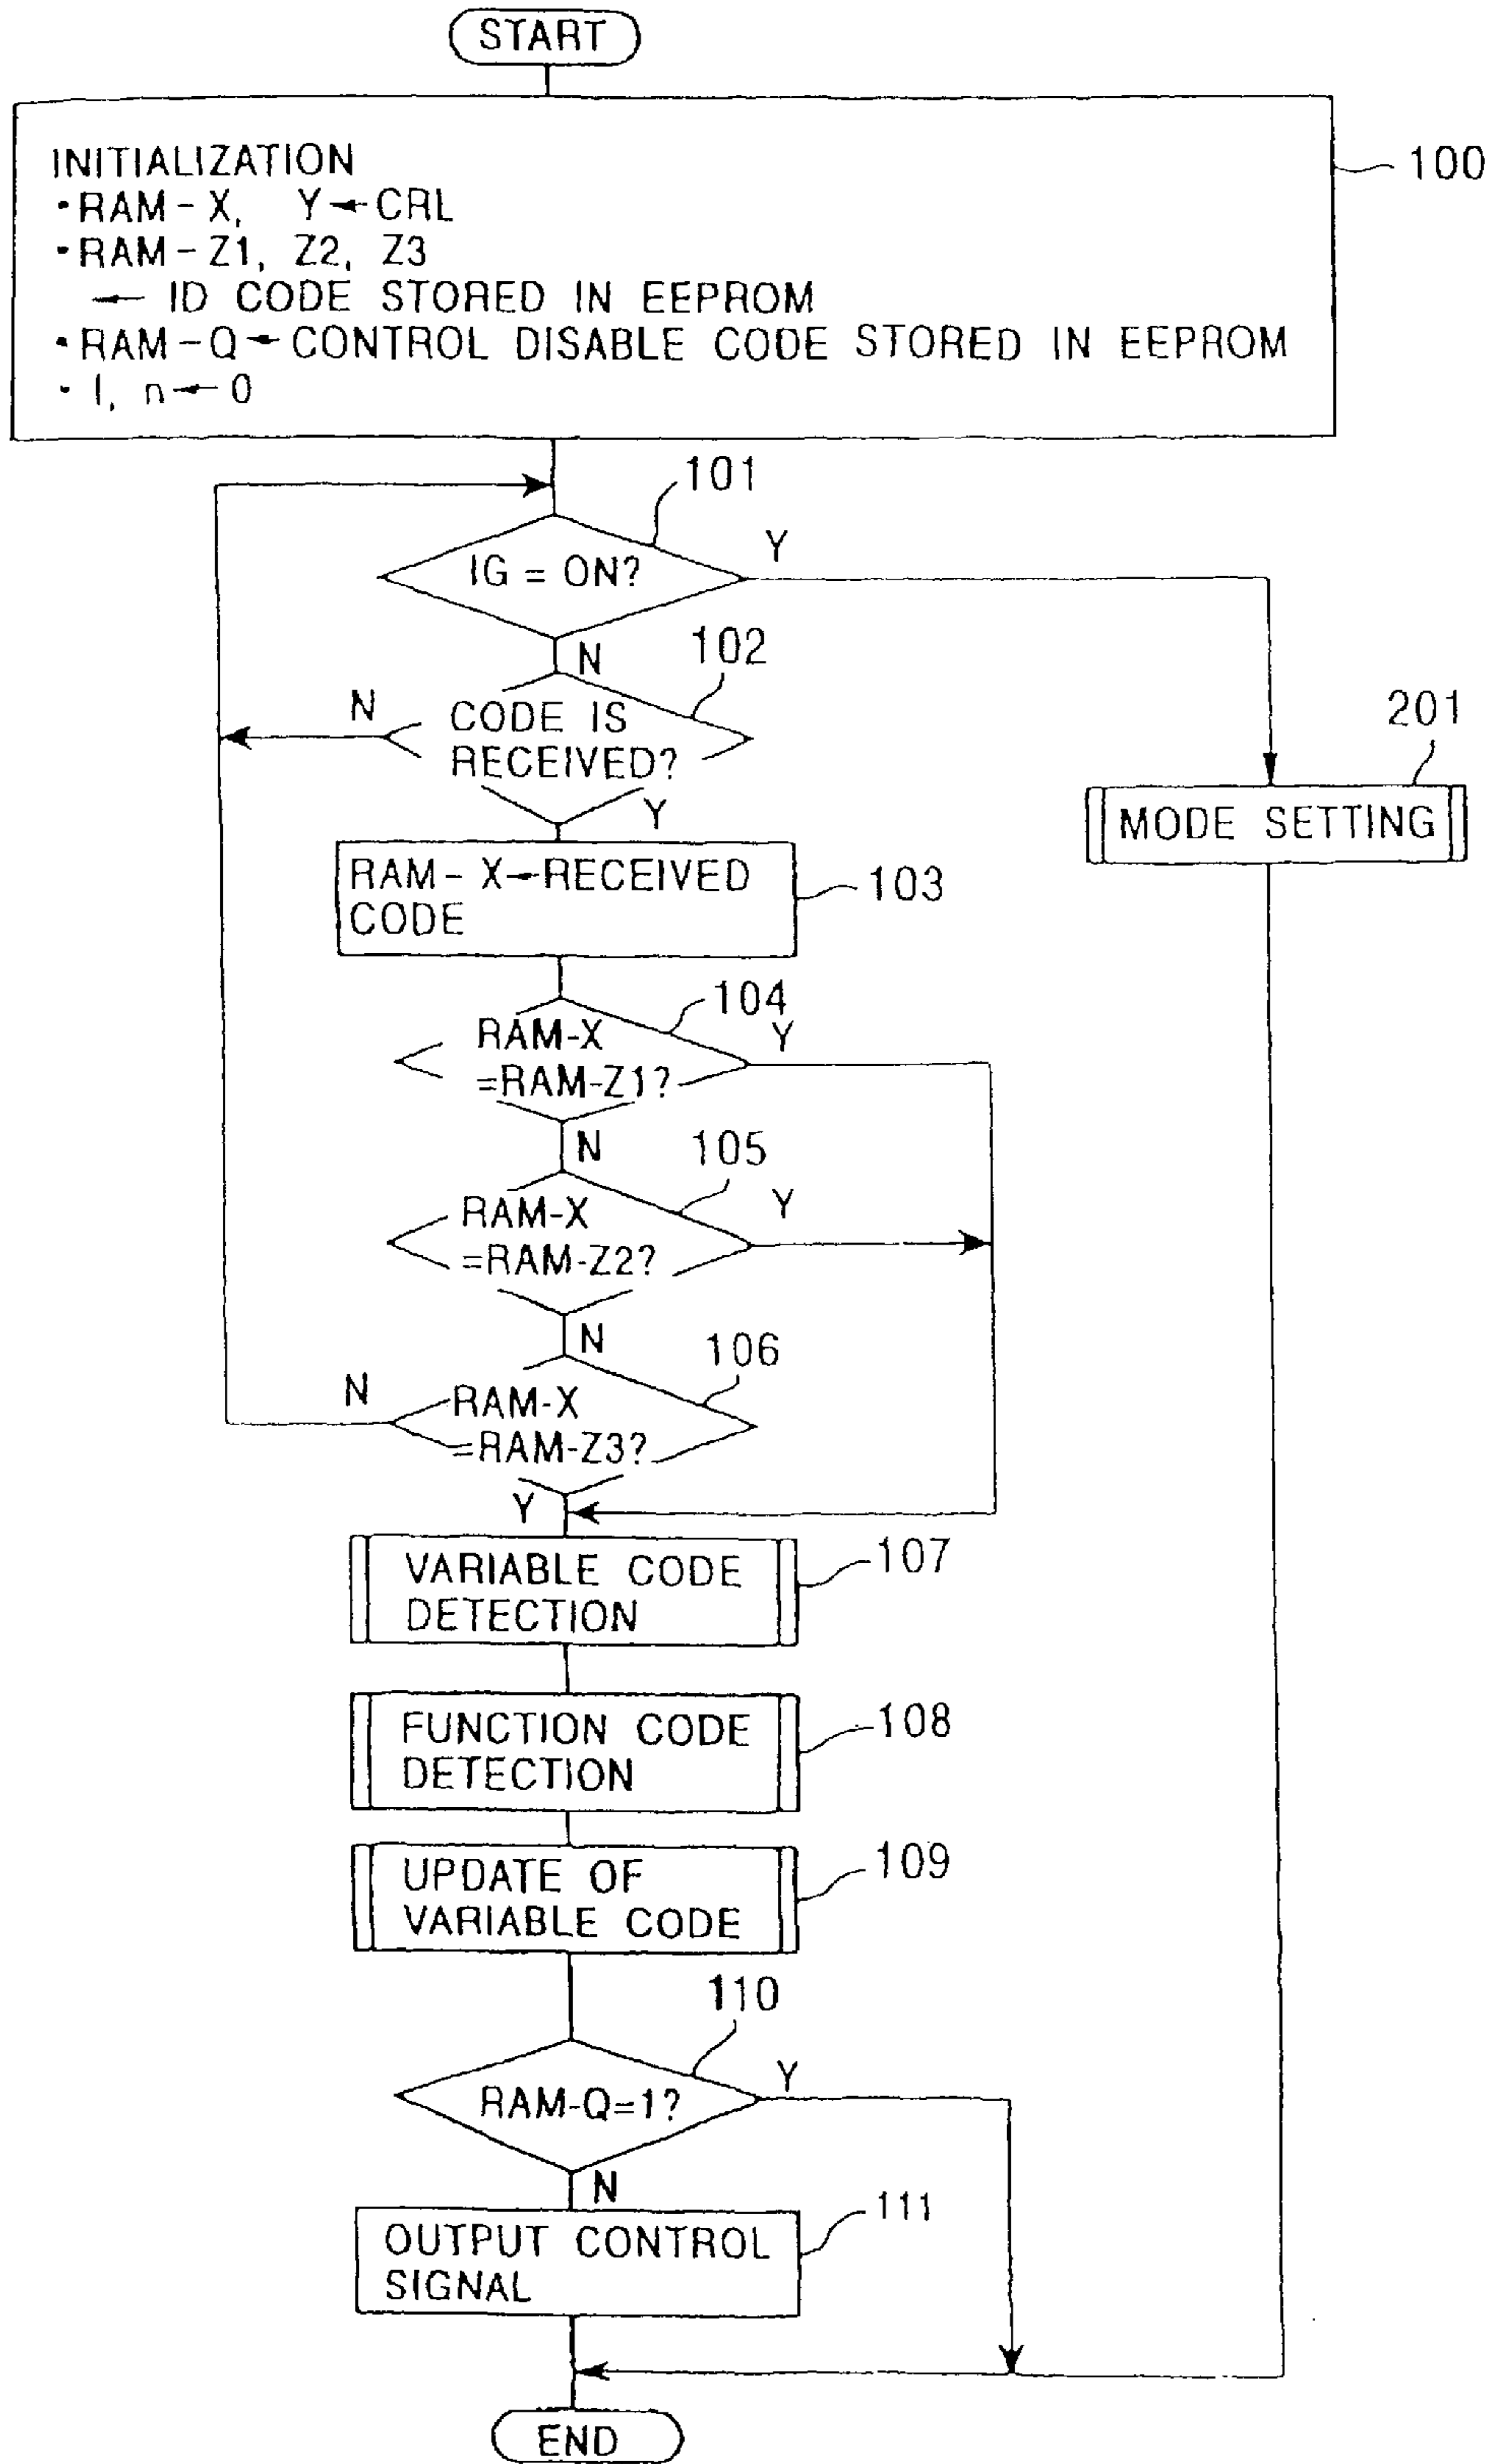 START
INITIALIZATION
·RAM-X, Y←CRL
·RAM-Z1, Z2, Z3
← ID CODE STORED IN EEPROM
·RAM-Q←CONTROL DISABLE CODE STORED IN EEPROM
· I, n←0
100
101
IG = ON?
Y
N
102
N
CODE IS
RECEIVED?
Y
201
MODE SETTING
RAM- X←RECEIVED
CODE
103
104
RAM-X
=RAM-Z1?
Y
N
105
RAM-X
=RAM-Z2?
Y
N
106
N
RAM-X
=RAM-Z3?
Y
VARIABLE CODE
DETECTION
107
FUNCTION CODE
DETECTION
108
UPDATE OF
VARIABLE CODE
109
110
RAM-Q=1?
Y
N
OUTPUT CONTROL
SIGNAL
111
END